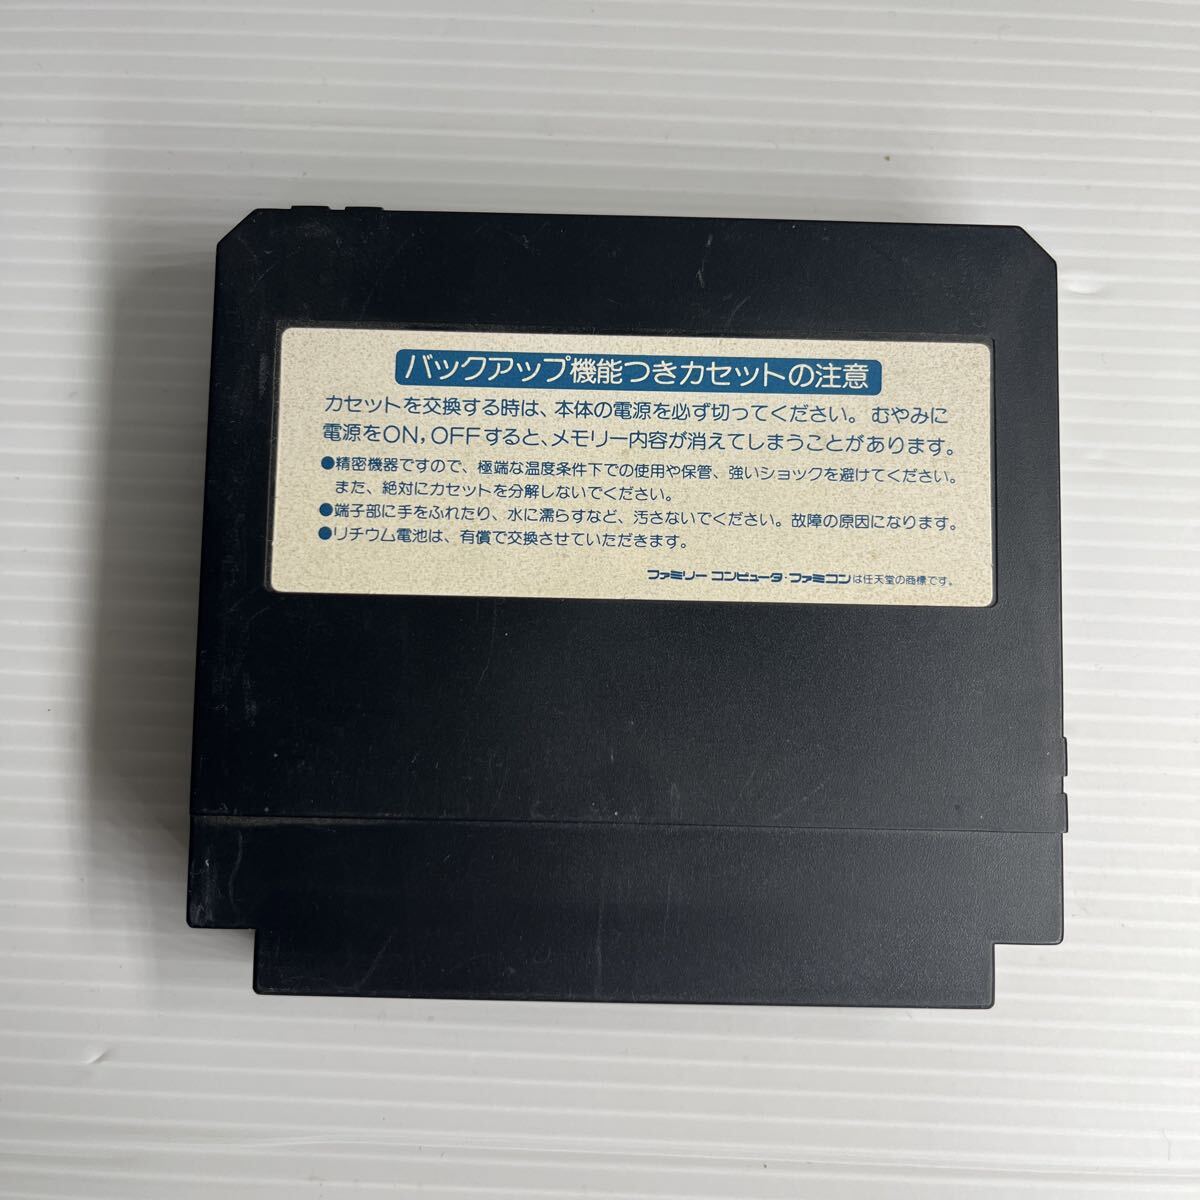 バックアップ機能つきカセットの注意
カセットを交換する時は、本体の電源を必ず切ってください。むやみに
電源をON,OFFすると、メモリー内容が消えてしまうことがあります。
●精密機器ですので、極端な温度条件下での使用や保管、強いショックを避けてください。
また、絶対にカセットを分解しないでください。
●端子部に手をふれたり、水に濡らすなど、汚さないでください。故障の原因になります。
●リチウム電池は、有償で交換させていただきます。
ファミリーコンピュータ・ファミコンは任天堂の商標です。